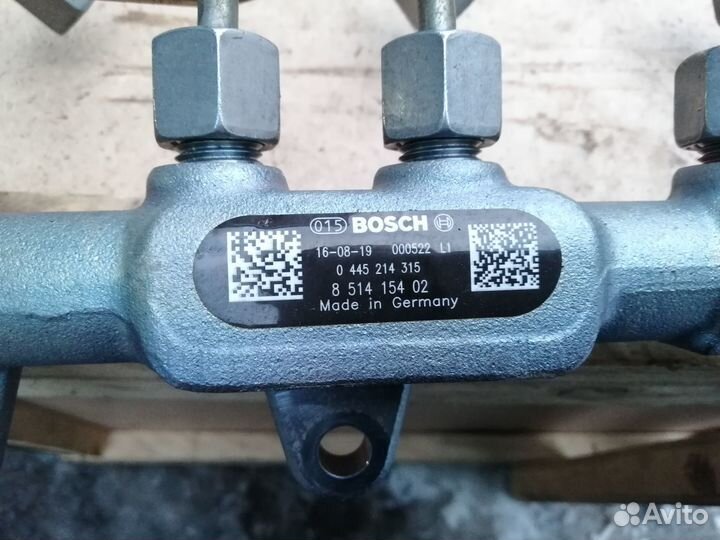 015 BOSCH
16-08-19 000522 L1
0 445 214 315
8 514 154 02
Made in Germany
Avito